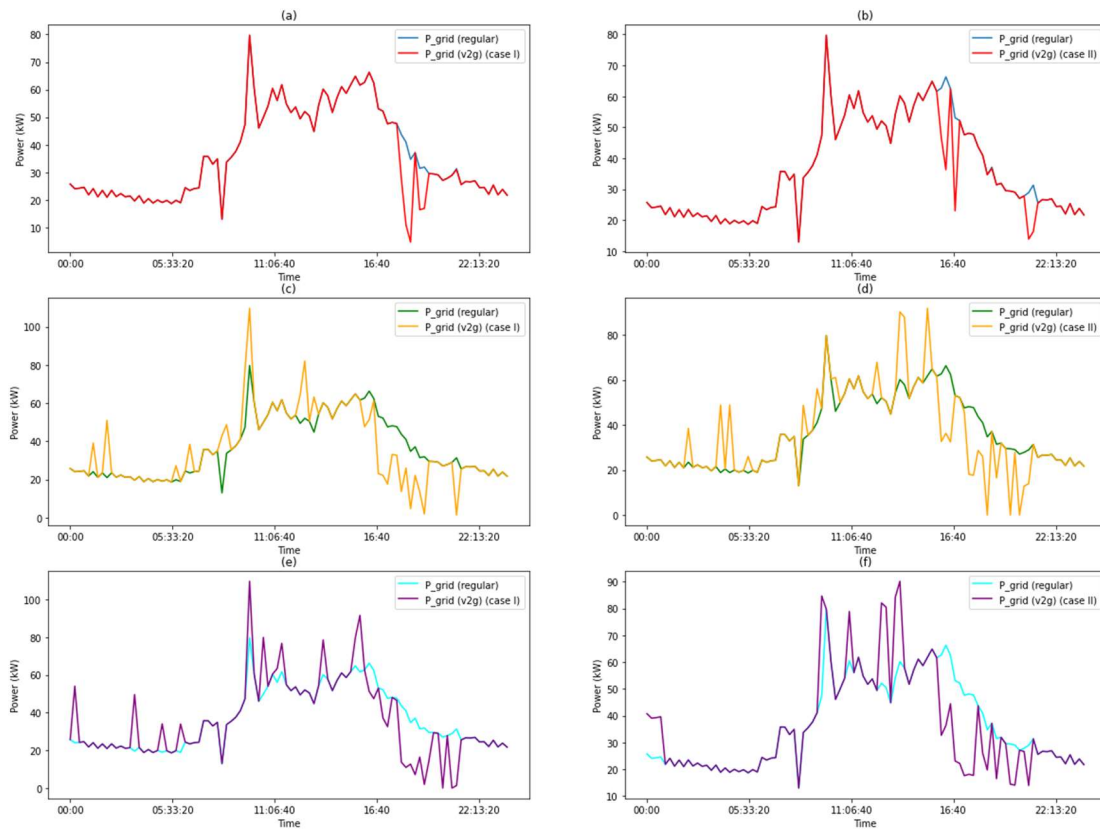 (a)
Power (kW)
80
70
60
50
40
30
20
10
P_grid (regular)
P_grid (v2g) (case I)
00:00 05:33:20 11:06:40 16:40 22:13:20
Time
(b)
Power (kW)
80
70
60
50
40
30
20
10
P_grid (regular)
P_grid (v2g) (case II)
00:00 05:33:20 11:06:40 16:40 22:13:20
Time
(c)
Power (kW)
100
80
60
40
20
0
P_grid (regular)
P_grid (v2g) (case I)
00:00 05:33:20 11:06:40 16:40 22:13:20
Time
(d)
Power (kW)
80
60
40
20
0
P_grid (regular)
P_grid (v2g) (case II)
00:00 05:33:20 11:06:40 16:40 22:13:20
Time
(e)
Power (kW)
100
80
60
40
20
0
P_grid (regular)
P_grid (v2g) (case I)
00:00 05:33:20 11:06:40 16:40 22:13:20
Time
(f)
Power (kW)
90
80
70
60
50
40
30
20
10
P_grid (regular)
P_grid (v2g) (case II)
00:00 05:33:20 11:06:40 16:40 22:13:20
Time